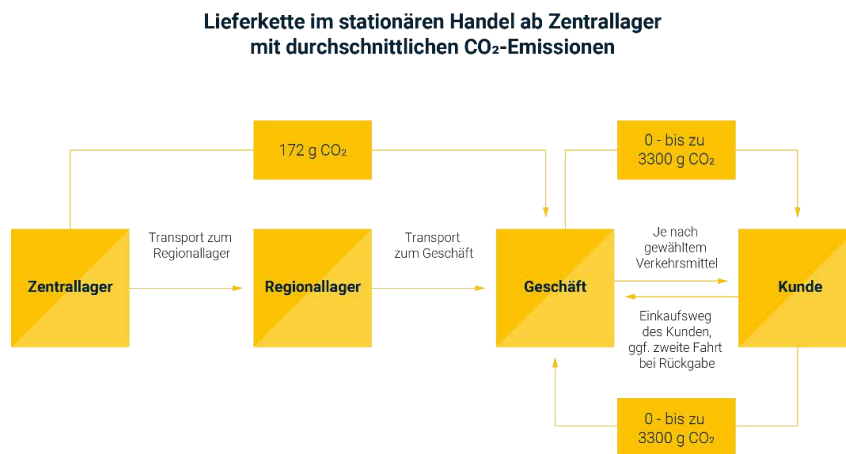 Lieferkette im stationären Handel ab Zentrallager
mit durchschnittlichen CO₂-Emissionen
172 g CO₂
0 - bis zu
3300 g CO₂
Zentrallager
Transport zum
Regionallager
Regionallager
Transport
zum Geschäft
Geschäft
Je nach
gewähltem
Verkehrsmittel
Einkaufsweg
des Kunden,
ggf. zweite Fahrt
bei Rückgabe
Kunde
0 - bis zu
3300 g CO₂